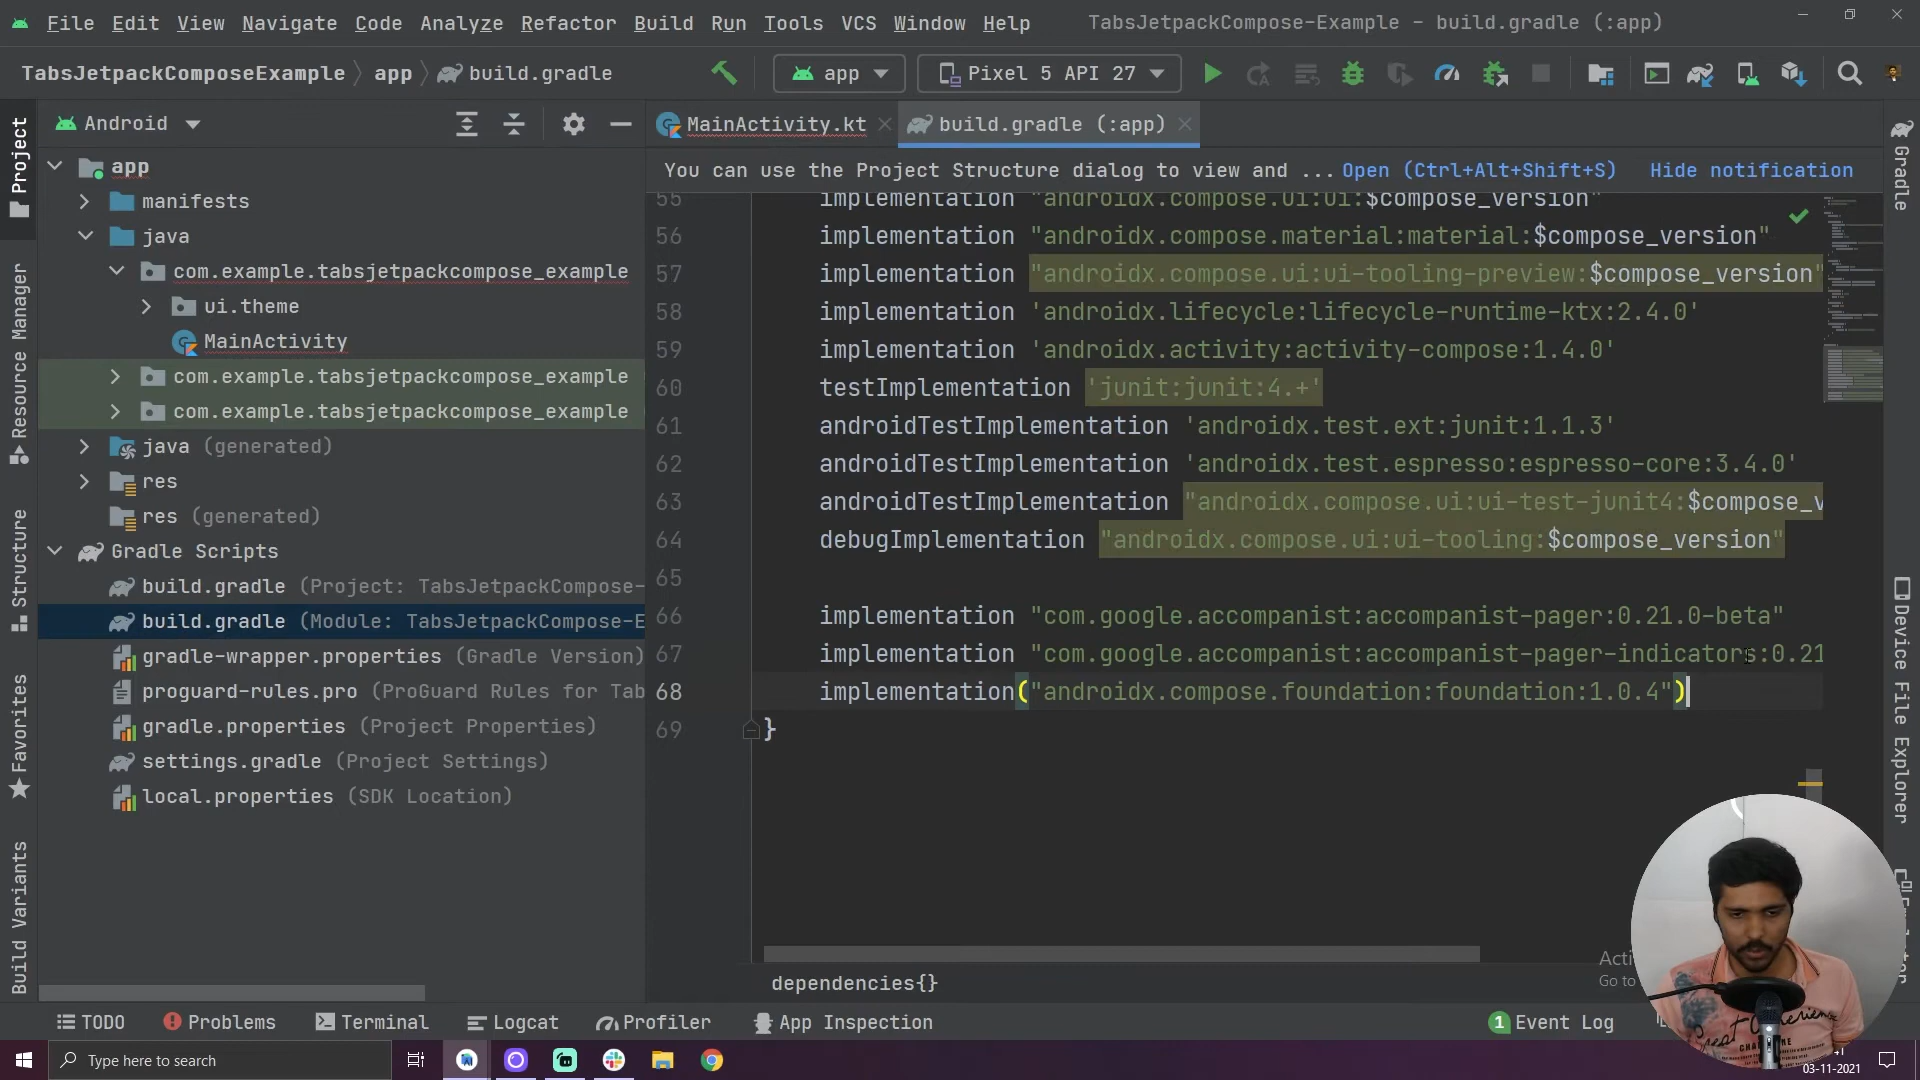 File Edit View Navigate Code Analyze Refactor Build Run Tools VCS Window Help TabsJetpackCompose-Example - build.gradle (:app)
TabsJetpackComposeExample app build.gradle app Pixel 5 API 27
Project
Android
MainActivity.kt build.gradle (:app)
Gradle
You can use the Project Structure dialog to view and ... Open (Ctrl+Alt+Shift+S) Hide notification
app
manifests
java
com.example.tabsjetpackcompose_example
ui.theme
MainActivity
com.example.tabsjetpackcompose_example
com.example.tabsjetpackcompose_example
java (generated)
res
res (generated)
Gradle Scripts
build.gradle (Project: TabsJetpackCompose-
build.gradle (Module: TabsJetpackCompose-E
gradle-wrapper.properties (Gradle Version)
proguard-rules.pro (ProGuard Rules for Tab
gradle.properties (Project Properties)
settings.gradle (Project Settings)
local.properties (SDK Location)
Resource Manager
Structure
Favorites
Build Variants
55 implementation "androidx.compose.ui:ui:$compose_version"
56 implementation "androidx.compose.material:material:$compose_version"
57 implementation "androidx.compose.ui:ui-tooling-preview:$compose_version"
58 implementation 'androidx.lifecycle:lifecycle-runtime-ktx:2.4.0'
59 implementation 'androidx.activity:activity-compose:1.4.0'
60 testImplementation 'junit:junit:4.+'
61 androidTestImplementation 'androidx.test.ext:junit:1.1.3'
62 androidTestImplementation 'androidx.test.espresso:espresso-core:3.4.0'
63 androidTestImplementation "androidx.compose.ui:ui-test-junit4:$compose_v
64 debugImplementation "androidx.compose.ui:ui-tooling:$compose_version"
65
66 implementation "com.google.accompanist:accompanist-pager:0.21.0-beta"
67 implementation "com.google.accompanist:accompanist-pager-indicators:0.21
68 implementation("androidx.compose.foundation:foundation:1.0.4")
69 }
Device File Explorer
Acti
Go to
dependencies{}
TODO Problems Terminal Logcat Profiler App Inspection 1 Event Log
Type here to search
03-11-2021